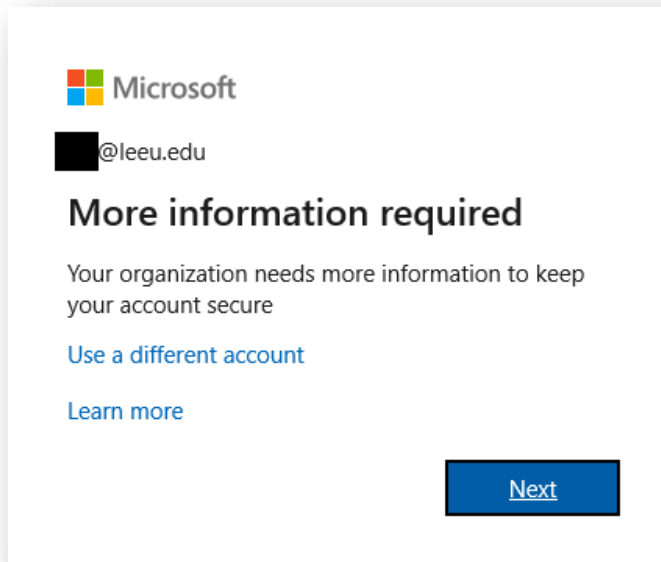 Microsoft
@leeu.edu
More information required
Your organization needs more information to keep
your account secure
Use a different account
Learn more
Next